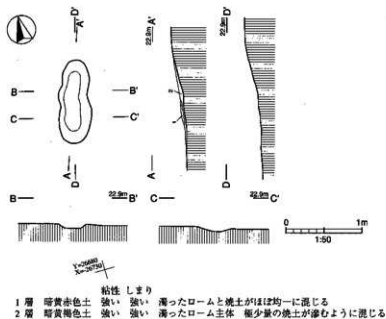 D'
A'
22.9m A'
22.9m D'
B B'
C C'
A
D
A
D
B 22.9m B'
C 22.9m C'
0 1m
1:50
粘性 しまり
1 層 暗黄赤色土 強い 強い 濁ったロームと焼土がほぼ均一に混じる
2 層 暗黄褐色土 強い 強い 濁ったローム主体 極少量の焼土が滲むように混じる